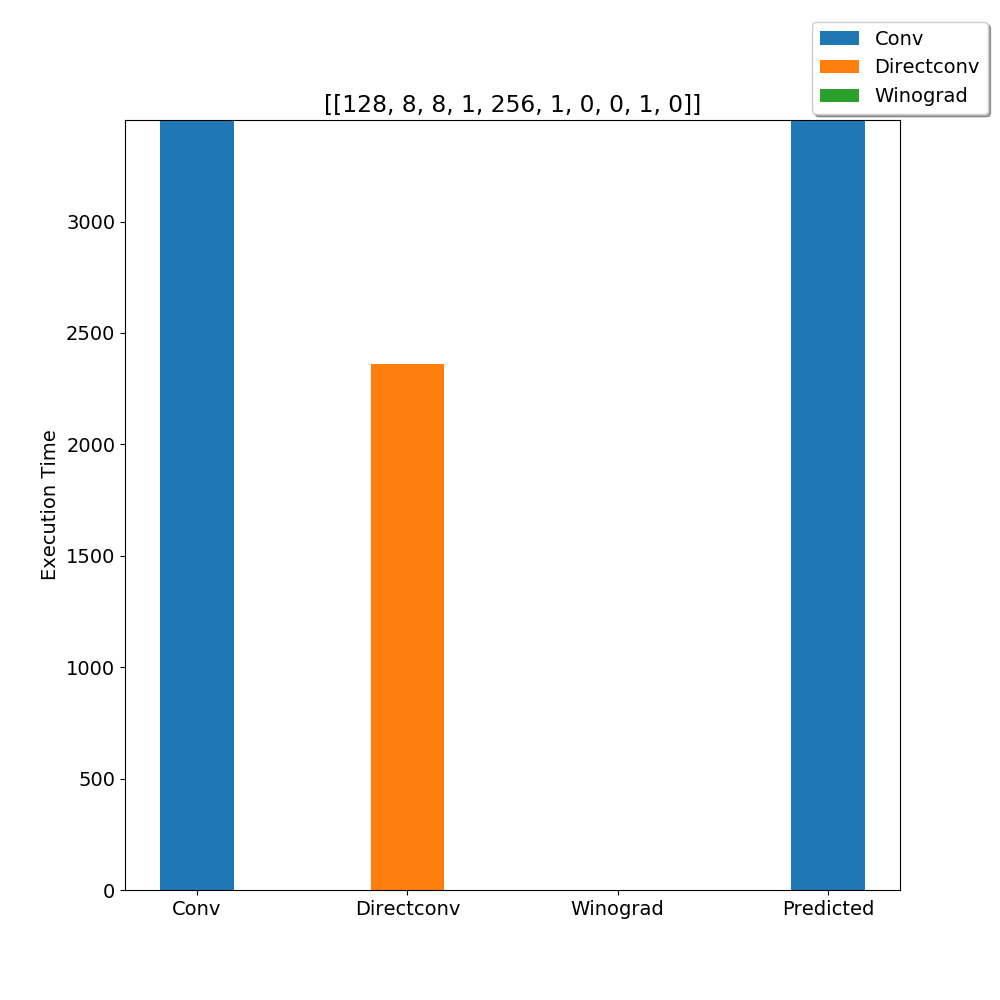 Conv
Directconv
Winograd
[[128, 8, 8, 1, 256, 1, 0, 0, 1, 0]]
3000
2500
2000
1500
1000
500
0
Execution Time
Conv
Directconv
Winograd
Predicted